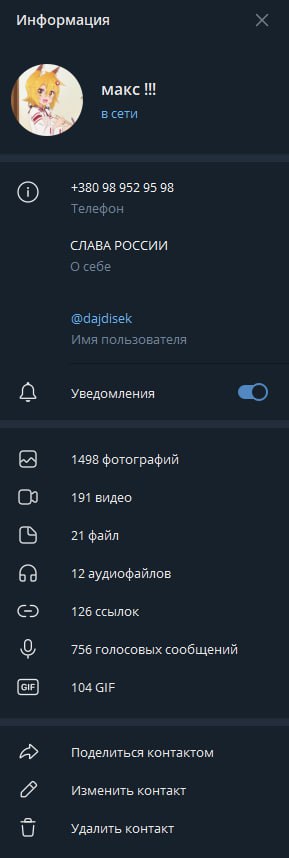 Информация
макс !!!
в сети
+380 98 952 95 98
Телефон
СЛАВА РОССИИ
О себе
@dajdisek
Имя пользователя
Уведомления
1498 фотографий
191 видео
21 файл
12 аудиофайлов
126 ссылок
756 голосовых сообщений
GIF 104 GIF
Поделиться контактом
Изменить контакт
Удалить контакт